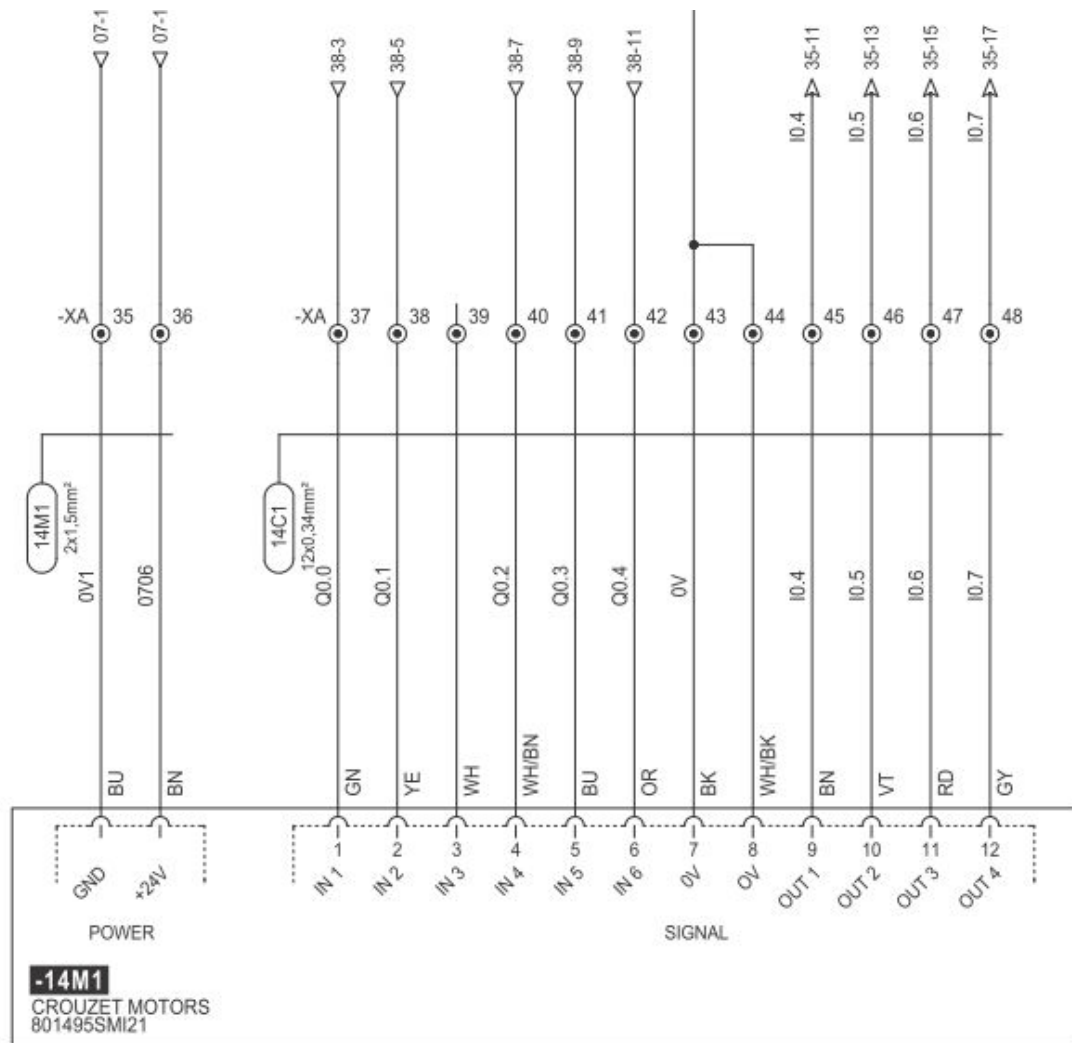 07-1
07-1
38-3
38-5
38-7
38-9
38-11
35-11
35-13
35-15
35-17
I0.4
I0.5
I0.6
I0.7
-XA
35
36
-XA
37
38
39
40
41
42
43
44
45
46
47
48
14M1
2x1,5mm²
0V1
0706
14C1
12x0,34mm²
Q0.0
Q0.1
Q0.2
Q0.3
Q0.4
0V
I0.4
I0.5
I0.6
I0.7
BU
BN
GN
YE
WH
WH/BN
BU
OR
BK
WH/BK
BN
VT
RD
GY
1
2
3
4
5
6
7
8
9
10
11
12
GND
+24V
IN 1
IN 2
IN 3
IN 4
IN 5
IN 6
0V
0V
OUT 1
OUT 2
OUT 3
OUT 4
POWER
SIGNAL
-14M1
CROUZET MOTORS
801495SMI21